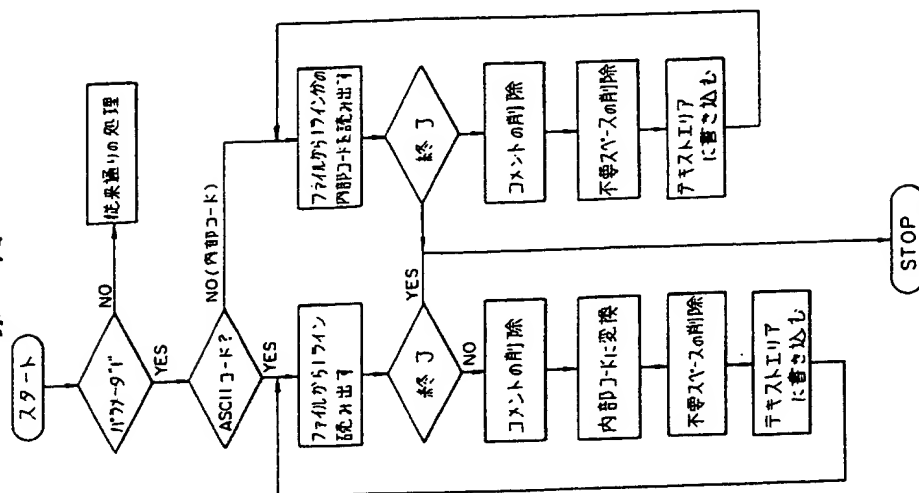 スタート
パラメータ!
NO
従来通りの処理
YES
ASCIIコード?
NO(内部コード)
YES
ファイルから1ライン
読み出す
終了
YES
NO
コメントの削除
内部コードに変換
不要スペースの削除
テキストエリア
に書き込む
ファイルから1ライン分の
内部コードを読み出す
終了
コメントの削除
不要スペースの削除
テキストエリア
に書き込む
STOP